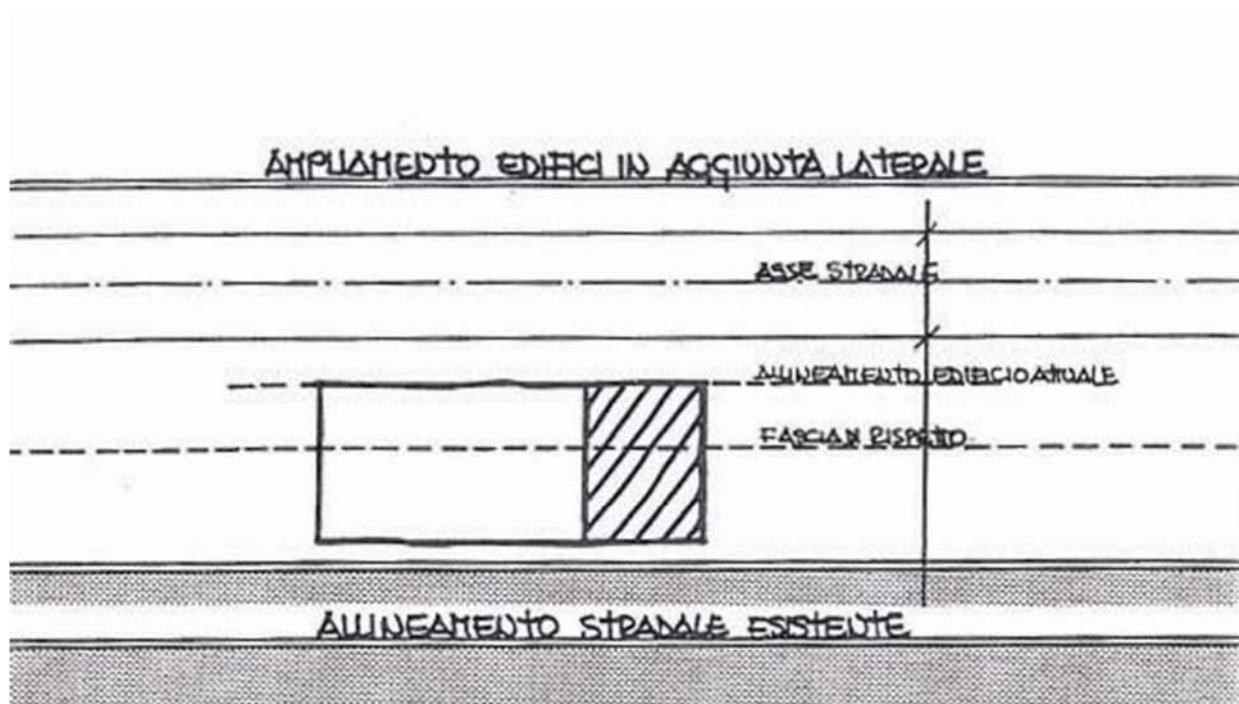 AMPLIAMENTO EDIFICI IN AGGIUNTA LATERALE
ASSE STRADALE
ALLINEAMENTO EDIFICIO ATTUALE
FASCIA DI RISPETTO
ALLINEAMENTO STRADALE ESISTENTE